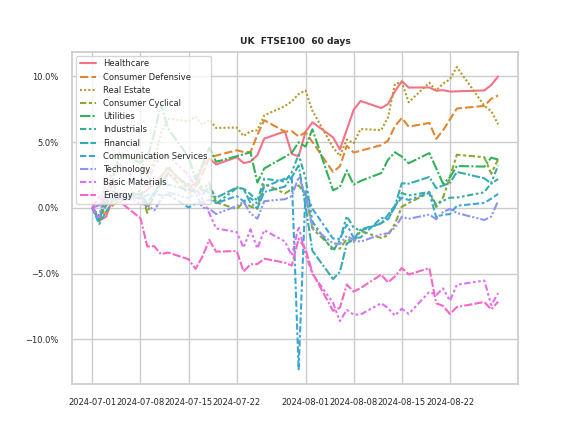 UK  FTSE100  60 days
Healthcare
Consumer Defensive
Real Estate
Consumer Cyclical
Utilities
Industrials
Financial
Communication Services
Technology
Basic Materials
Energy
10.0%
5.0%
0.0%
−5.0%
−10.0%
2024-07-01 2024-07-08 2024-07-15 2024-07-22 2024-08-01 2024-08-08 2024-08-15 2024-08-22